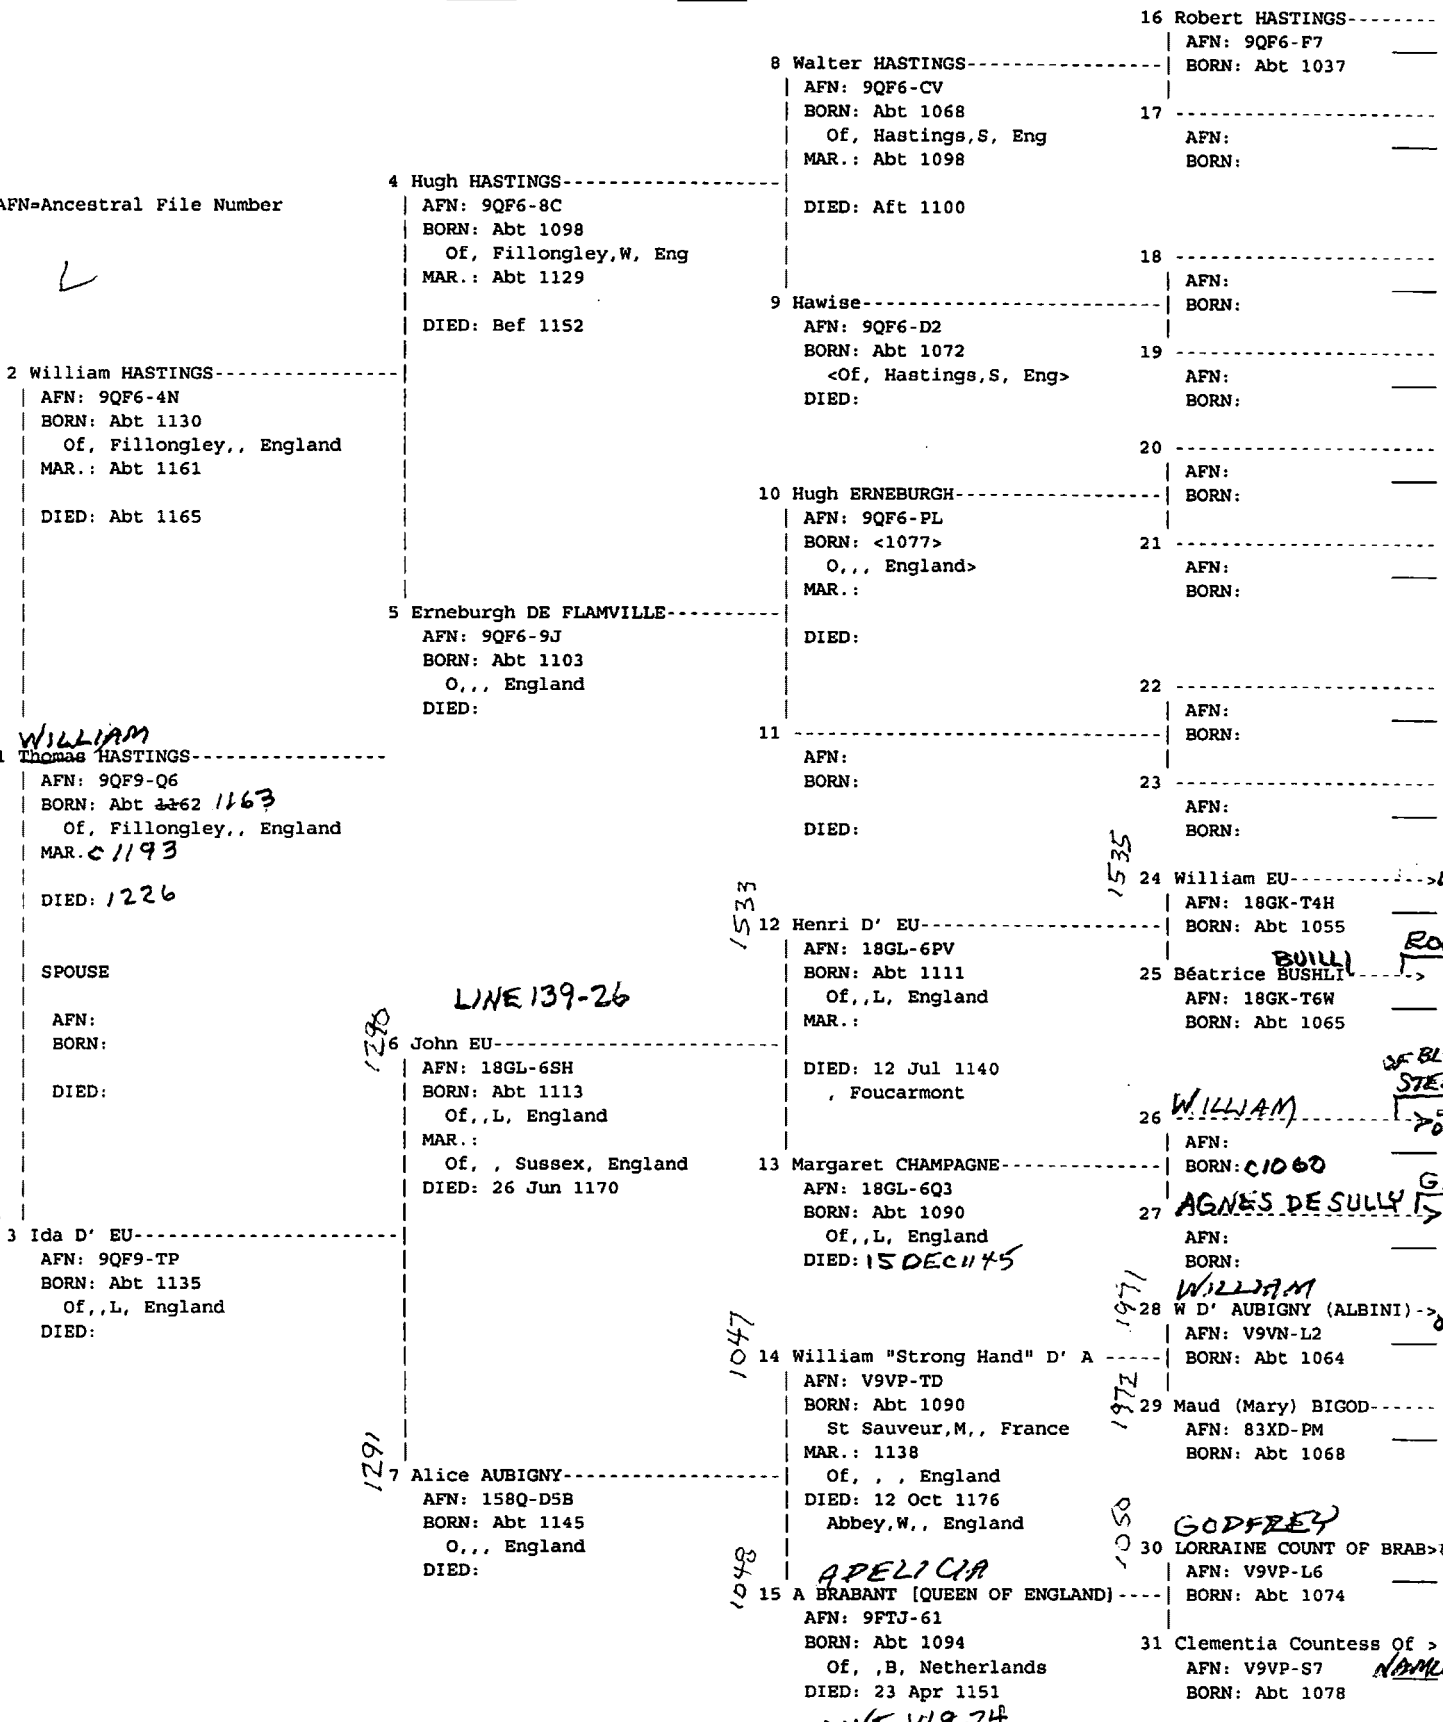 16 Robert HASTINGS--------
AFN: 9QF6-F7
BORN: Abt 1037
8 Walter HASTINGS-----------------
AFN: 9QF6-CV
BORN: Abt 1068
Of, Hastings,S, Eng
MAR.: Abt 1098
DIED: Aft 1100
17 ----------------------
AFN:
BORN:
4 Hugh HASTINGS-------------------
AFN: 9QF6-8C
BORN: Abt 1098
Of, Fillongley,W, Eng
MAR.: Abt 1129
DIED: Bef 1152
AFN=Ancestral File Number
L
18 ----------------------
AFN:
BORN:
9 Hawise--------------------------
AFN: 9QF6-D2
BORN: Abt 1072
<Of, Hastings,S, Eng>
DIED:
19 ----------------------
AFN:
BORN:
2 William HASTINGS----------------
AFN: 9QF6-4N
BORN: Abt 1130
Of, Fillongley,, England
MAR.: Abt 1161
DIED: Abt 1165
20 ----------------------
AFN:
BORN:
10 Hugh ERNEBURGH------------------
AFN: 9QF6-PL
BORN: <1077>
O,,, England>
MAR.:
DIED:
21 ----------------------
AFN:
BORN:
5 Erneburgh DE FLAMVILLE----------
AFN: 9QF6-9J
BORN: Abt 1103
O,,, England
DIED:
22 ----------------------
AFN:
BORN:
11 --------------------------------
AFN:
BORN:
DIED:
23 ----------------------
AFN:
BORN:
WILLIAM
1 Thomas HASTINGS-----------------
AFN: 9QF9-Q6
BORN: Abt 1162 1163
Of, Fillongley,, England
MAR. C 1193
DIED: 1226
SPOUSE
AFN:
BORN:
DIED:
1535
24 William EU------------->
AFN: 18GK-T4H
BORN: Abt 1055
1533
12 Henri D' EU---------------------
AFN: 18GL-6PV
BORN: Abt 1111
Of,,L, England
MAR.:
DIED: 12 Jul 1140
, Foucarmont
BUILLI
25 Béatrice BUSHLI----->
AFN: 18GK-T6W
BORN: Abt 1065
LINE 139-26
1290
6 John EU-------------------------
AFN: 18GL-6SH
BORN: Abt 1113
Of,,L, England
MAR.:
Of, , Sussex, England
DIED: 26 Jun 1170
OF BL
STE
26 WILLIAM
AFN:
BORN: C1060
13 Margaret CHAMPAGNE--------------
AFN: 18GL-6Q3
BORN: Abt 1090
Of,,L, England
DIED: 15 DEC 1145
27 AGNES DE SULLY
AFN:
BORN:
3 Ida D' EU-----------------------
AFN: 9QF9-TP
BORN: Abt 1135
Of,,L, England
DIED:
1971
WILLIAM
28 W D' AUBIGNY (ALBINI)->
AFN: V9VN-L2
BORN: Abt 1064
1047
14 William "Strong Hand" D' A -----
AFN: V9VP-TD
BORN: Abt 1090
St Sauveur,M,, France
MAR.: 1138
Of, , , England
DIED: 12 Oct 1176
Abbey,W,, England
1972
29 Maud (Mary) BIGOD------
AFN: 83XD-PM
BORN: Abt 1068
1291
7 Alice AUBIGNY-------------------
AFN: 158Q-D5B
BORN: Abt 1145
O,,, England
DIED:
1050
GODFREY
30 LORRAINE COUNT OF BRAB>
AFN: V9VP-L6
BORN: Abt 1074
1048
ADELICIA
15 A BRABANT [QUEEN OF ENGLAND]----
AFN: 9FTJ-61
BORN: Abt 1094
Of, ,B, Netherlands
DIED: 23 Apr 1151
31 Clementia Countess Of >
AFN: V9VP-S7
BORN: Abt 1078